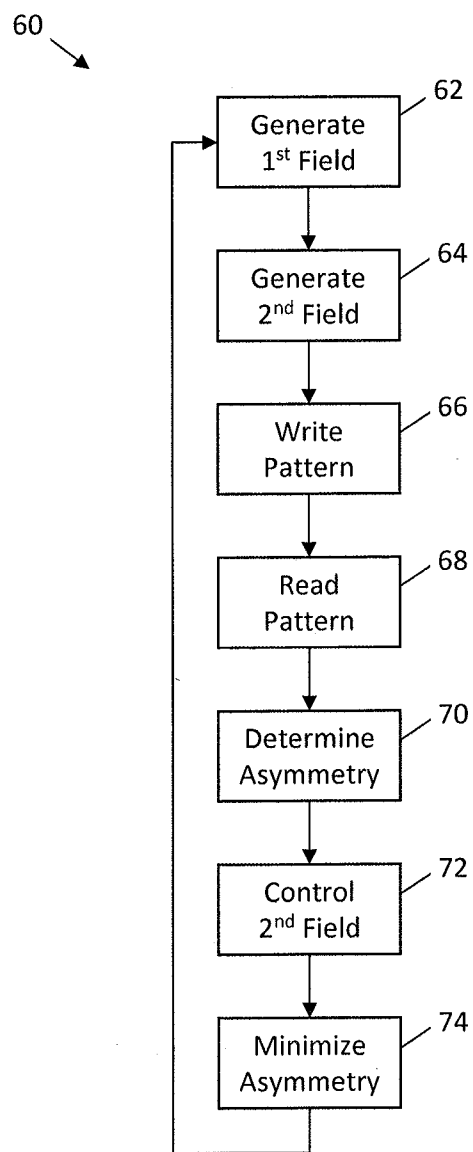 60
62
Generate
1st Field
64
Generate
2nd Field
66
Write
Pattern
68
Read
Pattern
70
Determine
Asymmetry
72
Control
2nd Field
74
Minimize
Asymmetry